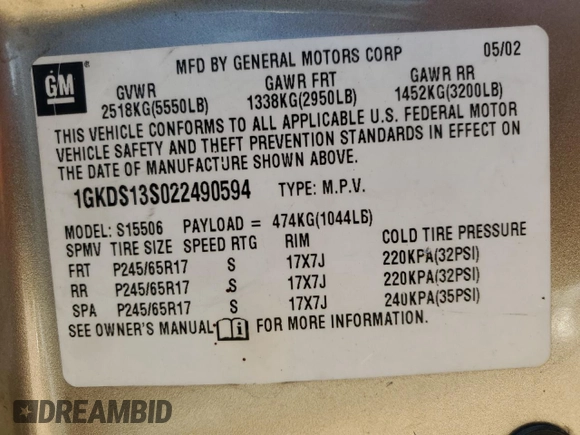 GM ®
MFD BY GENERAL MOTORS CORP 05/02
GVWR GAWR FRT GAWR RR
2518KG(5550LB) 1338KG(2950LB) 1452KG(3200LB)
THIS VEHICLE CONFORMS TO ALL APPLICABLE U.S. FEDERAL MOTOR
VEHICLE SAFETY AND THEFT PREVENTION STANDARDS IN EFFECT ON
THE DATE OF MANUFACTURE SHOWN ABOVE.
1GKDS13S022490594 TYPE: M.P.V.
MODEL: S15506 PAYLOAD = 474KG(1044LB)
SPMV TIRE SIZE SPEED RTG RIM COLD TIRE PRESSURE
FRT P245/65R17 S 17X7J 220KPA(32PSI)
RR P245/65R17 S 17X7J 220KPA(32PSI)
SPA P245/65R17 S 17X7J 240KPA(35PSI)
SEE OWNER'S MANUAL FOR MORE INFORMATION.
DREAMBID